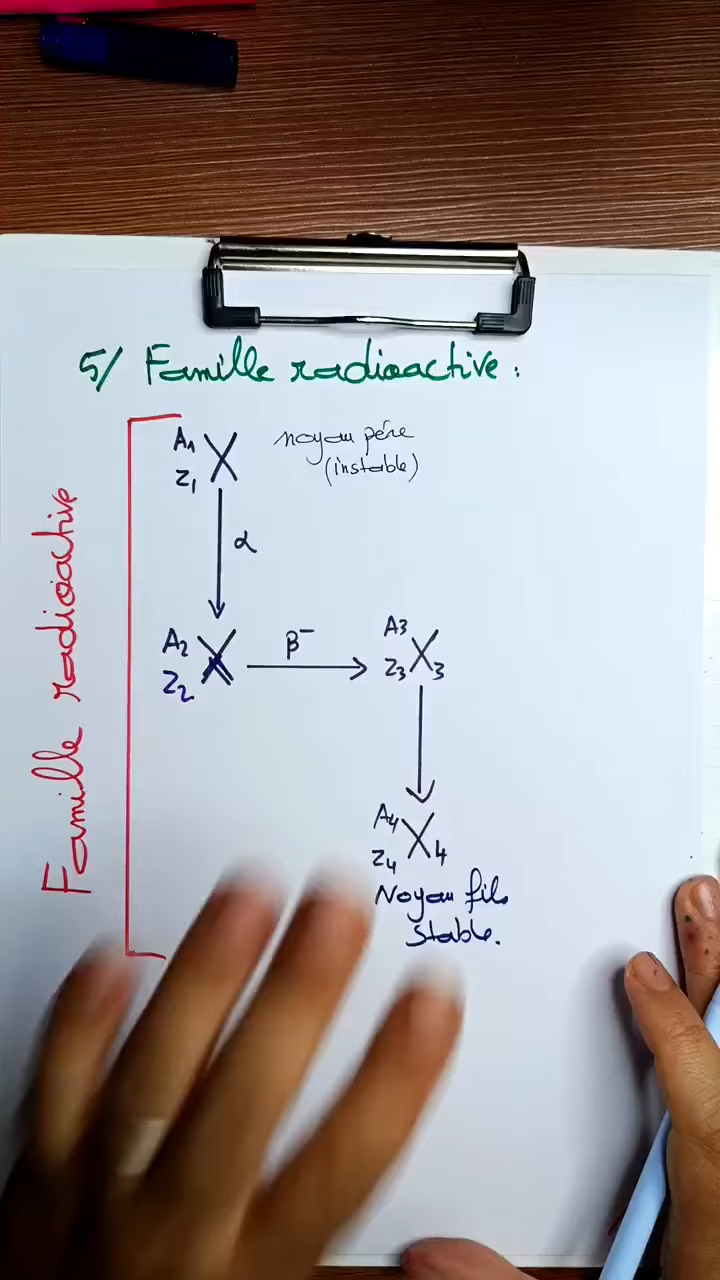 5/ Famille radioactive :
Famille radioactive
A1
Z1 X
noyau père
(instable)
α
A2
Z2 X
β-
A3
Z3 X3
A4
Z4 X4
Noyau fils
stable.